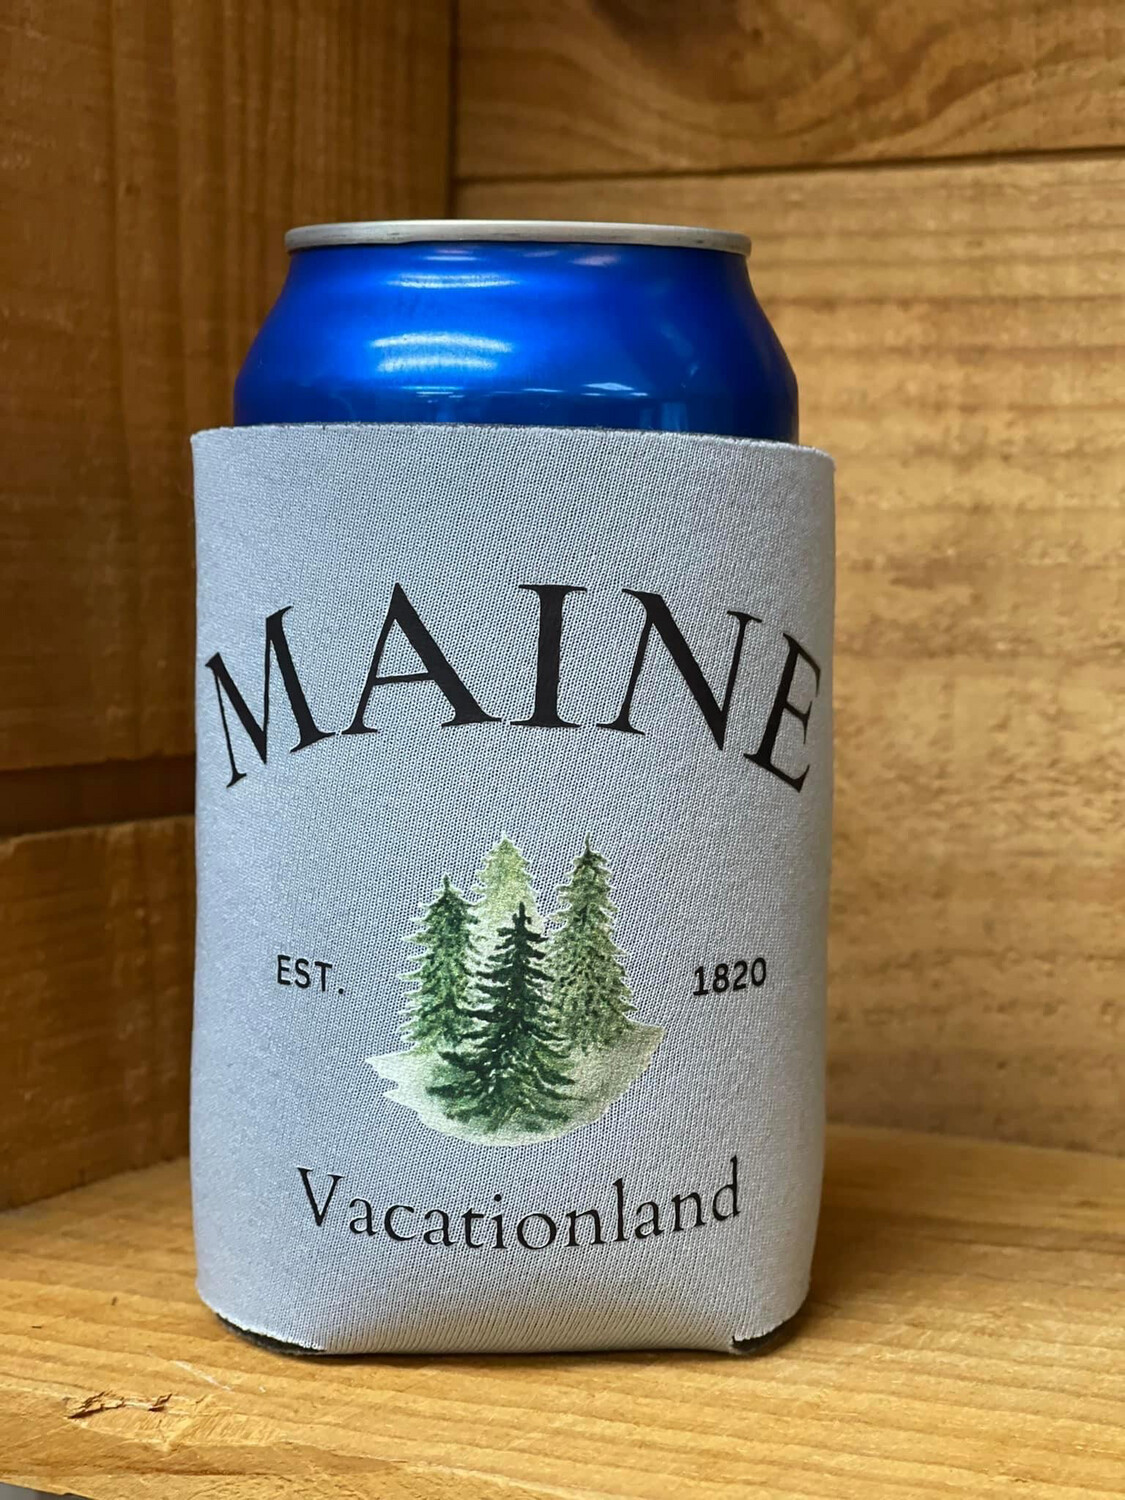 MAINE
EST. 1820
Vacationland